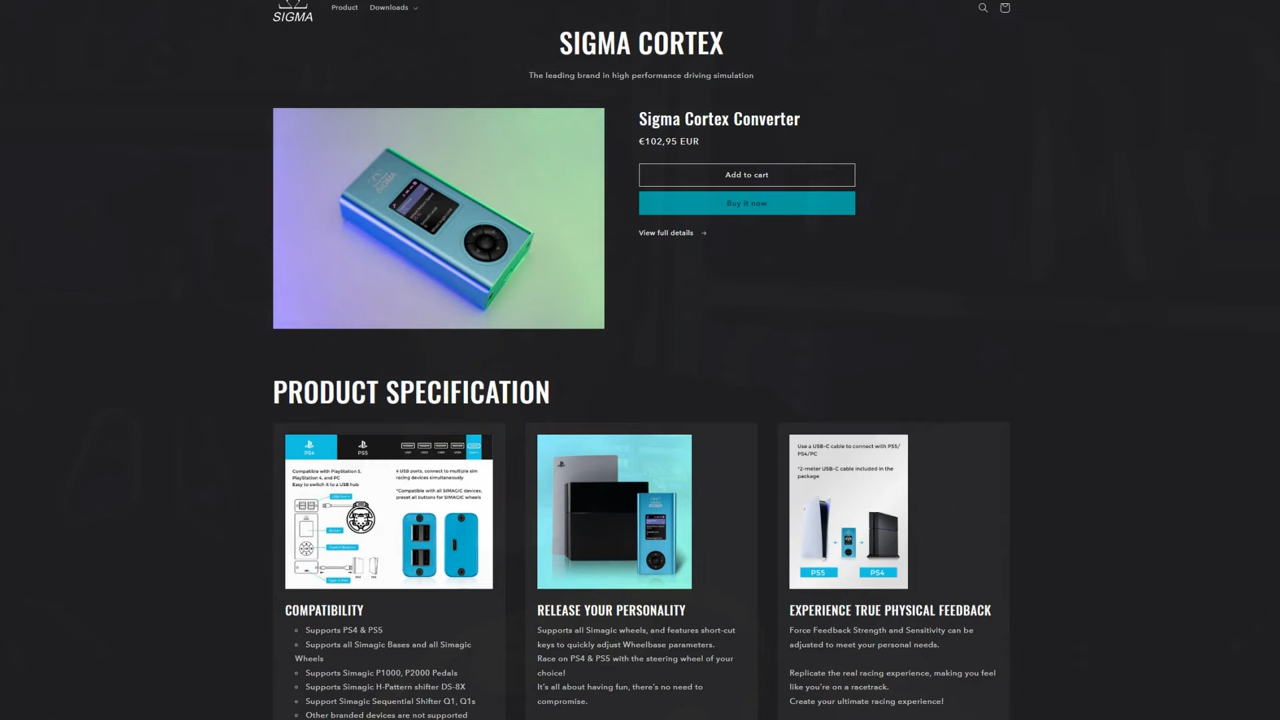 SIGMA
Product
Downloads
SIGMA CORTEX
The leading brand in high performance driving simulation
Sigma Cortex Converter
€102,95 EUR
Add to cart
Buy it now
View full details →
SIGMA
PRODUCT SPECIFICATION
PS4
PS5
Compatible with PlayStation 5,
PlayStation 4, and PC
Easy to switch it to a USB hub
4 USB ports, connect to multiple sim
racing devices simultaneously
*Compatible with all SIMAGIC devices,
preset all buttons for SIMAGIC wheels
COMPATIBILITY
Supports PS4 & PS5
Supports all Simagic Bases and all Simagic
Wheels
Supports Simagic P1000, P2000 Pedals
Supports Simagic H-Pattern shifter DS-8X
Support Simagic Sequential Shifter Q1, Q1s
Other branded devices are not supported
RELEASE YOUR PERSONALITY
Supports all Simagic wheels, and features short-cut
keys to quickly adjust Wheelbase parameters.
Race on PS4 & PS5 with the steering wheel of your
choice!
It's all about having fun, there's no need to
compromise.
Use a USB-C cable to connect with PS5/
PS4/PC
*2-meter USB-C cable included in the
package
PS5
PS4
EXPERIENCE TRUE PHYSICAL FEEDBACK
Force Feedback Strength and Sensitivity can be
adjusted to meet your personal needs.
Replicate the real racing experience, making you feel
like you're on a racetrack.
Create your ultimate racing experience!